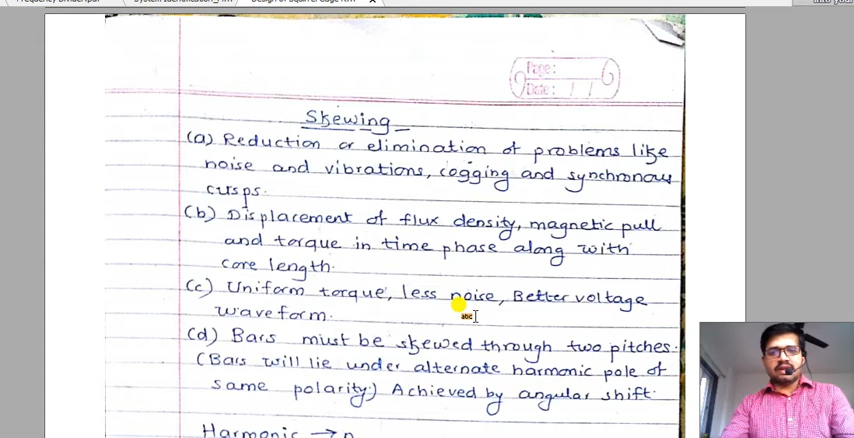 Page:
Date: / /
Skewing
(a) Reduction or elimination of problems like
noise and vibrations, cogging and synchronous
cusps.
(b) Displacement of flux density, magnetic pull
and torque in time phase along with
core length.
(c) Uniform torque, less noise, Better voltage
waveform.
abc
(d) Bars must be skewed through two pitches.
(Bars will lie under alternate harmonic pole of
same polarity.) Achieved by angular shift.
Harmonic → n